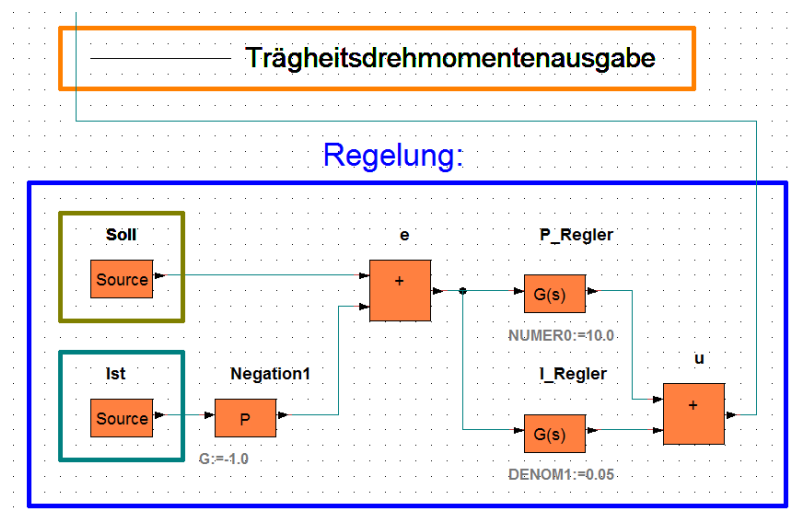 Trägheitsdrehmomentenausgabe
Regelung:
Soll
e
P_Regler
Source
+
G(s)
NUMER0:=10.0
Ist
Negation1
I_Regler
u
Source
P
G(s)
+
G:=-1.0
DENOM1:=0.05